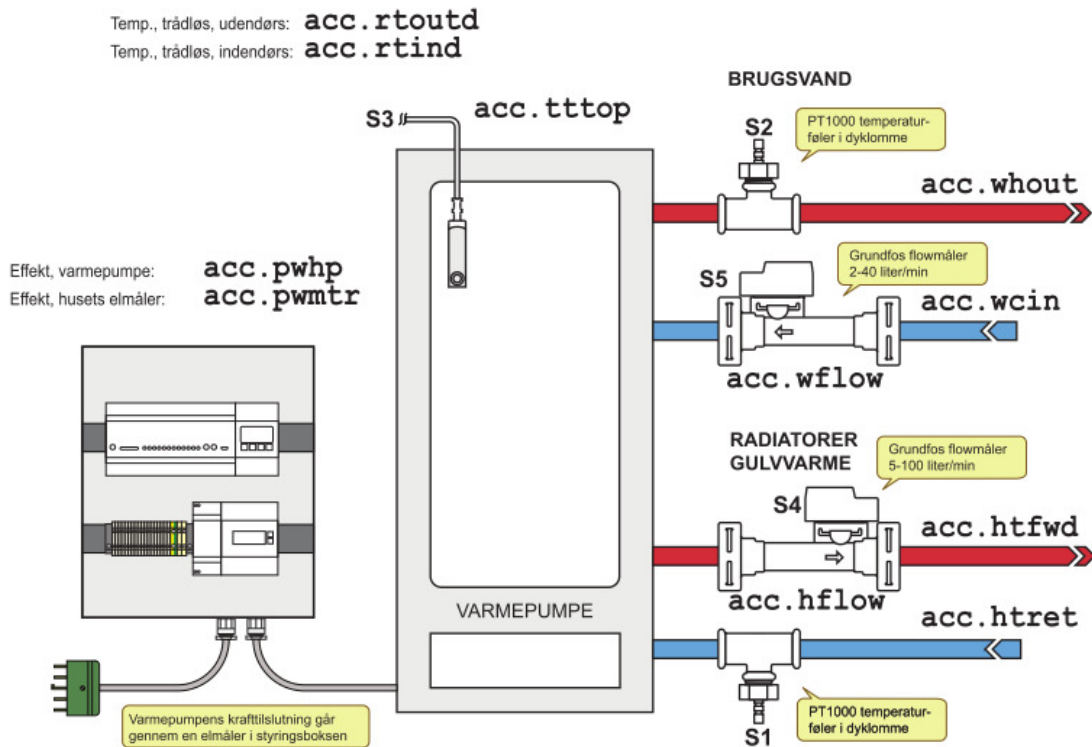 Temp., trådløs, udendørs: acc.rtoutd
Temp., trådløs, indendørs: acc.rtind
BRUGSVAND
S3 acc.tttop
S2
PT1000 temperatur-
føler i dyklomme
acc.whout
Effekt, varmepumpe: acc.pwhp
Effekt, husets elmåler: acc.pwmtr
S5
Grundfos flowmåler
2-40 liter/min
acc.wcin
acc.wflow
RADIATORER
GULVVARME
Grundfos flowmåler
5-100 liter/min
S4
acc.htfwd
acc.hflow
VARMEPUMPE
acc.htret
S1
PT1000 temperatur-
føler i dyklomme
Varmepumpens krafttilslutning går
gennem en elmåler i styringsboksen